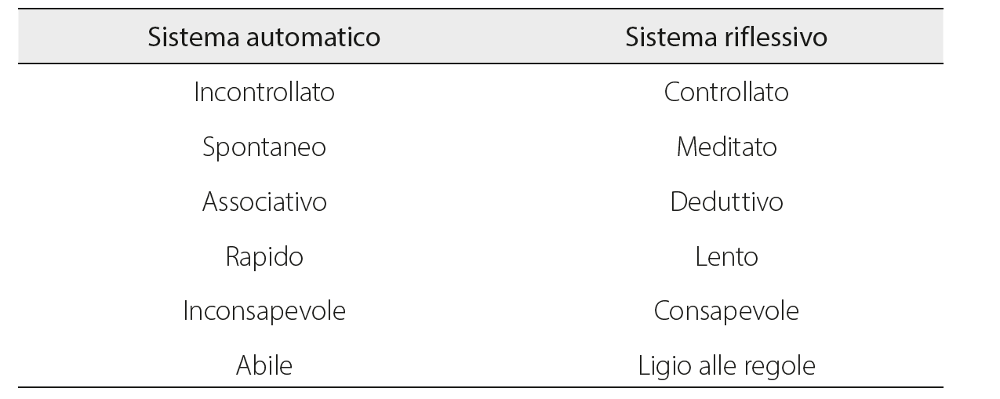 Sistema automatico Sistema riflessivo
Incontrollato Controllato
Spontaneo Meditato
Associativo Deduttivo
Rapido Lento
Inconsapevole Consapevole
Abile Ligio alle regole